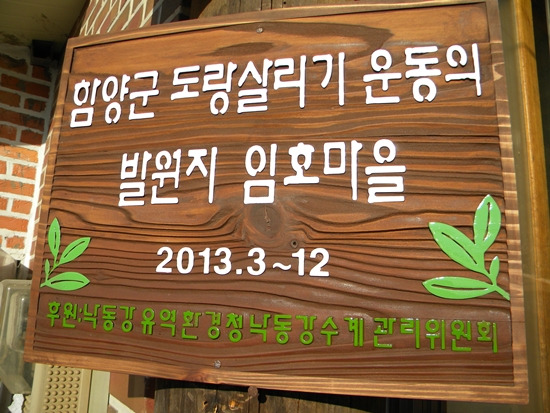 함양군 도랑살리기 운동의
발원지 임호마을
2013.3~12
후원:낙동강유역환경청낙동강수계관리위원회